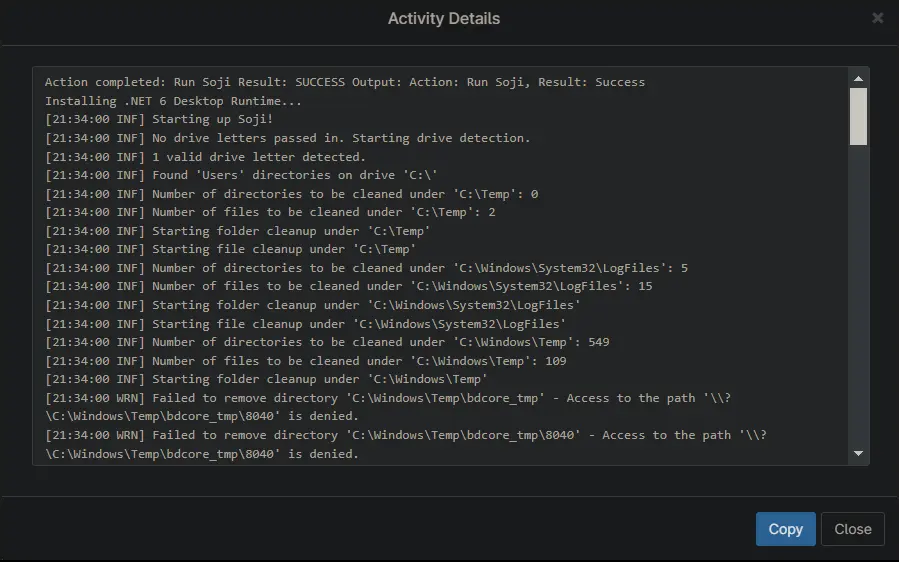 Activity Details
Action completed: Run Soji Result: SUCCESS Output: Action: Run Soji, Result: Success
Installing .NET 6 Desktop Runtime...
[21:34:00 INF] Starting up Soji!
[21:34:00 INF] No drive letters passed in. Starting drive detection.
[21:34:00 INF] 1 valid drive letter detected.
[21:34:00 INF] Found 'Users' directories on drive 'C:\'
[21:34:00 INF] Number of directories to be cleaned under 'C:\Temp': 0
[21:34:00 INF] Number of files to be cleaned under 'C:\Temp': 2
[21:34:00 INF] Starting folder cleanup under 'C:\Temp'
[21:34:00 INF] Starting file cleanup under 'C:\Temp'
[21:34:00 INF] Number of directories to be cleaned under 'C:\Windows\System32\LogFiles': 5
[21:34:00 INF] Number of files to be cleaned under 'C:\Windows\System32\LogFiles': 15
[21:34:00 INF] Starting folder cleanup under 'C:\Windows\System32\LogFiles'
[21:34:00 INF] Starting file cleanup under 'C:\Windows\System32\LogFiles'
[21:34:00 INF] Number of directories to be cleaned under 'C:\Windows\Temp': 549
[21:34:00 INF] Number of files to be cleaned under 'C:\Windows\Temp': 109
[21:34:00 INF] Starting folder cleanup under 'C:\Windows\Temp'
[21:34:00 WRN] Failed to remove directory 'C:\Windows\Temp\bdcore_tmp' - Access to the path '\\?
\C:\Windows\Temp\bdcore_tmp\8040' is denied.
[21:34:00 WRN] Failed to remove directory 'C:\Windows\Temp\bdcore_tmp\8040' - Access to the path '\\?
\C:\Windows\Temp\bdcore_tmp\8040' is denied.
Copy
Close